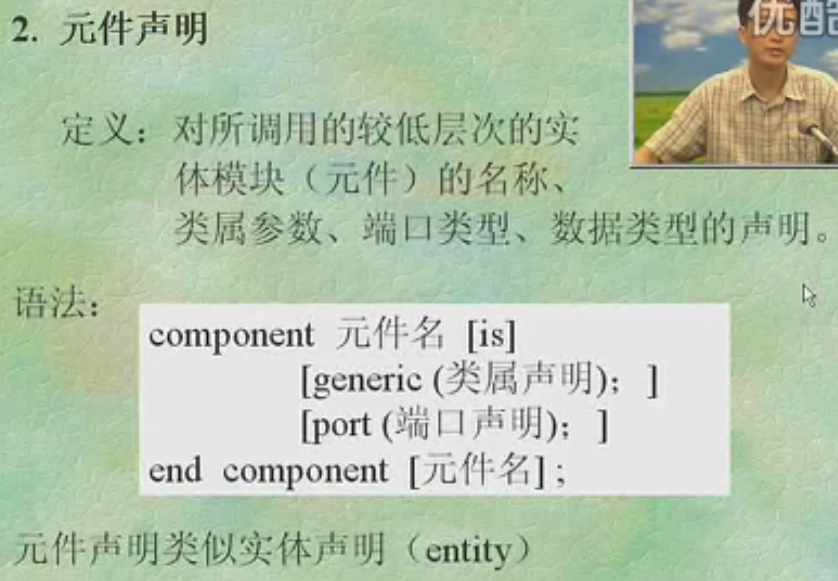 2. 元件声明
优酷
定义：对所调用的较低层次的实
体模块（元件）的名称、
类属参数、端口类型、数据类型的声明。
语法：
component 元件名 [is]
[generic (类属声明)；]
[port (端口声明)；]
end component [元件名] ;
元件声明类似实体声明（entity）